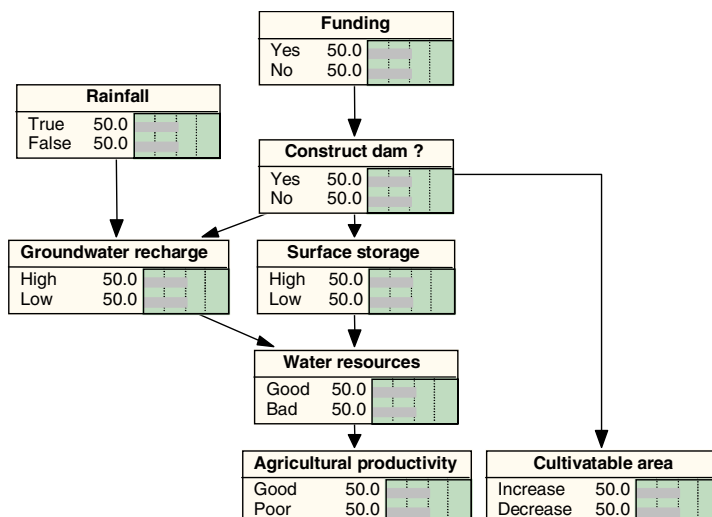 Funding
Yes 50.0
No 50.0
Rainfall
True 50.0
False 50.0
Construct dam ?
Yes 50.0
No 50.0
Groundwater recharge
High 50.0
Low 50.0
Surface storage
High 50.0
Low 50.0
Water resources
Good 50.0
Bad 50.0
Agricultural productivity
Good 50.0
Poor 50.0
Cultivatable area
Increase 50.0
Decrease 50.0